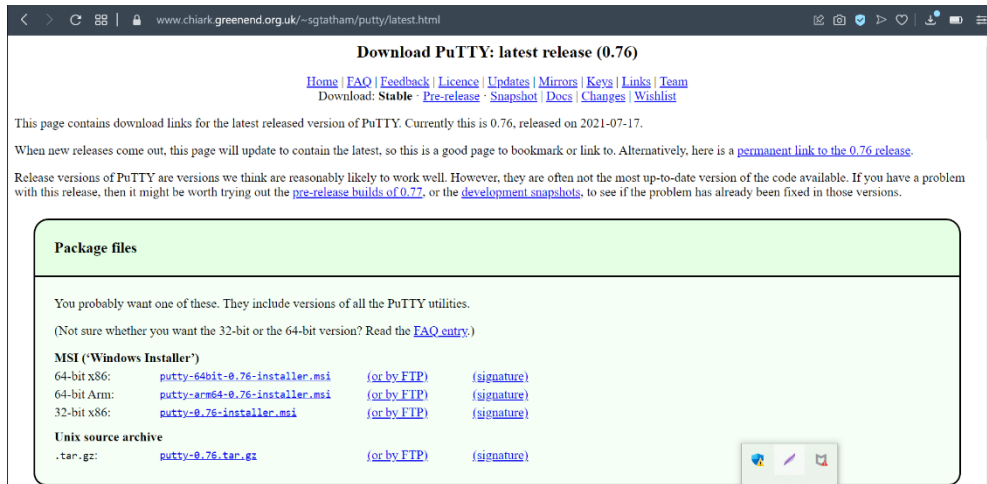 www.chiark.greenend.org.uk/~sgtatham/putty/latest.html
Download PuTTY: latest release (0.76)
Home | FAQ | Feedback | Licence | Updates | Mirrors | Keys | Links | Team
Download: Stable · Pre-release · Snapshot | Docs | Changes | Wishlist
This page contains download links for the latest released version of PuTTY. Currently this is 0.76, released on 2021-07-17.
When new releases come out, this page will update to contain the latest, so this is a good page to bookmark or link to. Alternatively, here is a permanent link to the 0.76 release.
Release versions of PuTTY are versions we think are reasonably likely to work well. However, they are often not the most up-to-date version of the code available. If you have a problem
with this release, then it might be worth trying out the pre-release builds of 0.77, or the development snapshots, to see if the problem has already been fixed in those versions.
Package files
You probably want one of these. They include versions of all the PuTTY utilities.
(Not sure whether you want the 32-bit or the 64-bit version? Read the FAQ entry.)
MSI (‘Windows Installer’)
64-bit x86: putty-64bit-0.76-installer.msi (or by FTP) (signature)
64-bit Arm: putty-arm64-0.76-installer.msi (or by FTP) (signature)
32-bit x86: putty-0.76-installer.msi (or by FTP) (signature)
Unix source archive
.tar.gz: putty-0.76.tar.gz (or by FTP) (signature)